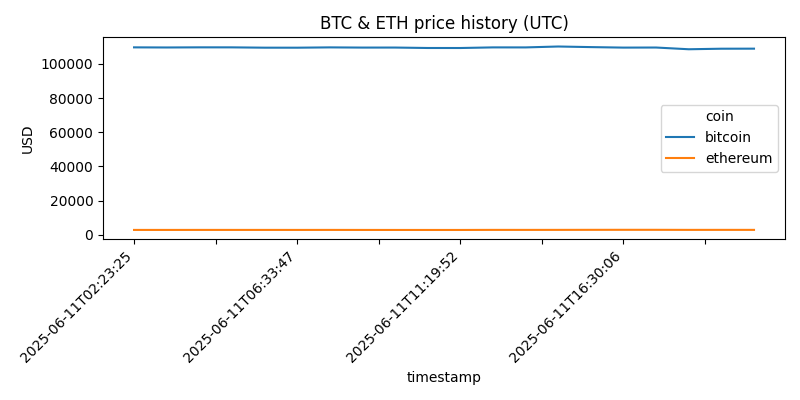 BTC & ETH price history (UTC)
USD
100000
80000
60000
40000
20000
0
coin
bitcoin
ethereum
2025-06-11T02:23:25
2025-06-11T06:33:47
2025-06-11T11:19:52
2025-06-11T16:30:06
timestamp